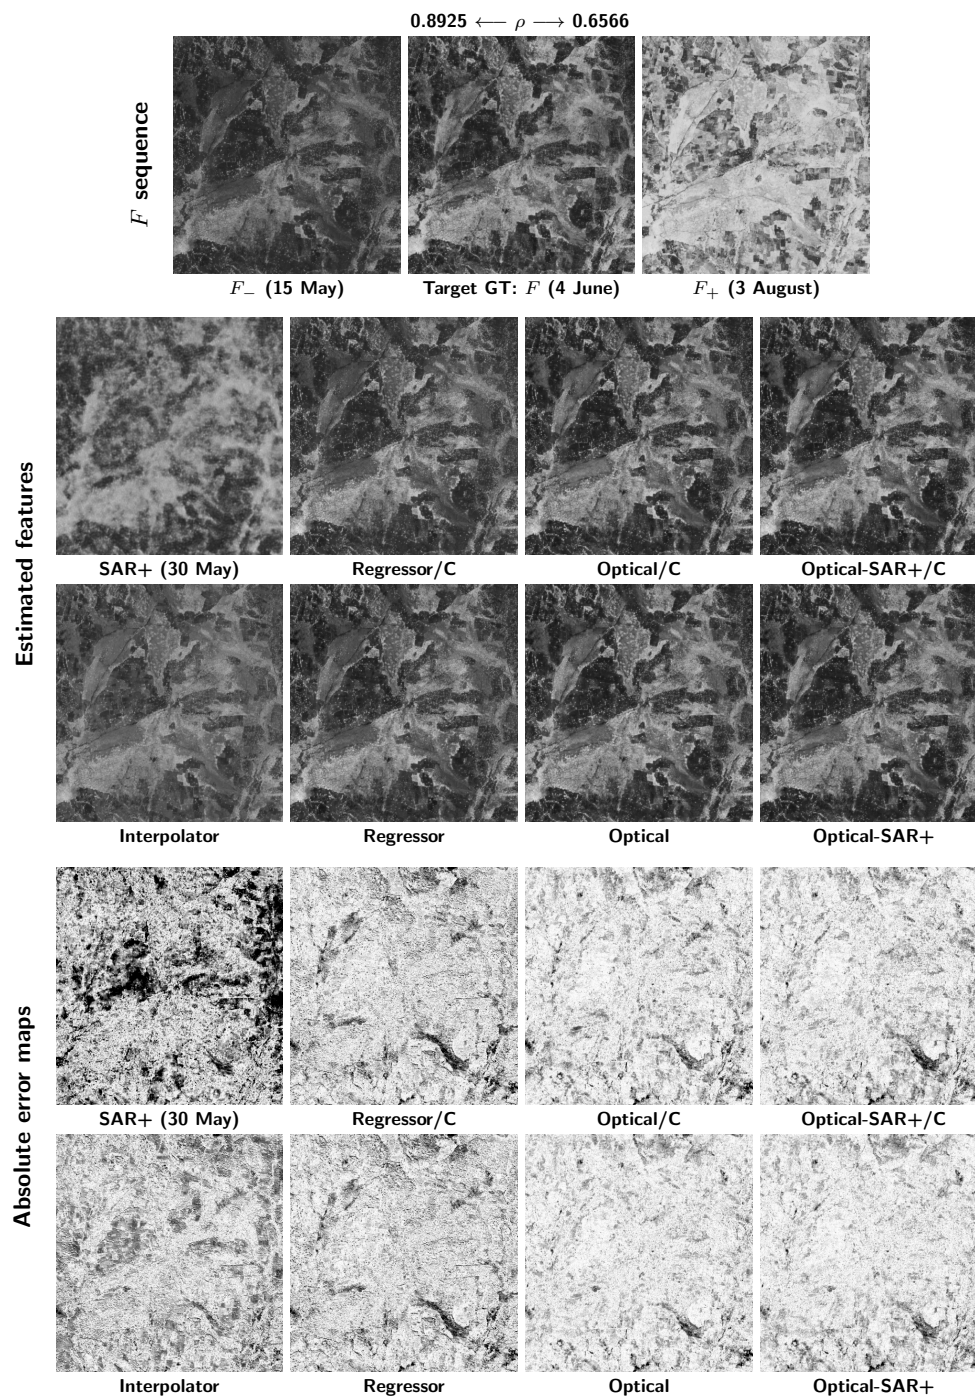 0.8925 ⟵ ρ ⟶ 0.6566
F sequence
F− (15 May) Target GT: F (4 June) F+ (3 August)
Estimated features
SAR+ (30 May) Regressor/C Optical/C Optical-SAR+/C
Interpolator Regressor Optical Optical-SAR+
Absolute error maps
SAR+ (30 May) Regressor/C Optical/C Optical-SAR+/C
Interpolator Regressor Optical Optical-SAR+